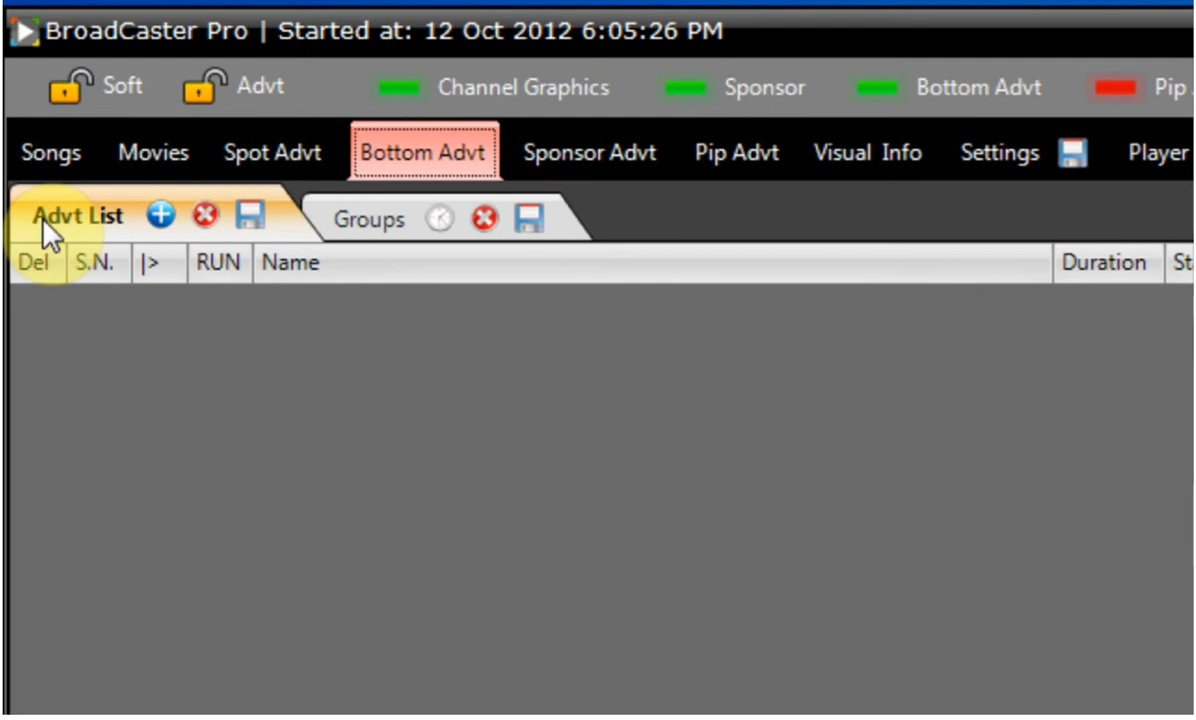 BroadCaster Pro | Started at: 12 Oct 2012 6:05:26 PM
Soft Advt Channel Graphics Sponsor Bottom Advt Pip
Songs Movies Spot Advt Bottom Advt Sponsor Advt Pip Advt Visual Info Settings Player
Advt List Groups
Del S.N. |> RUN Name Duration St